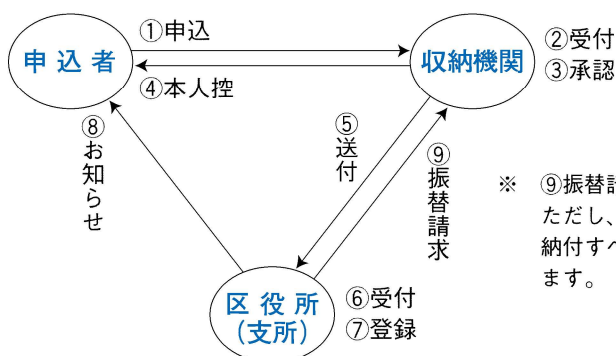 ①申込
申込者
収納機関
②受付
③承認
④本人控
⑤送付
⑧お知らせ
⑨振替請求
※ ⑨振替請
ただし、
納付すべ
ます。
区役所
(支所)
⑥受付
⑦登録